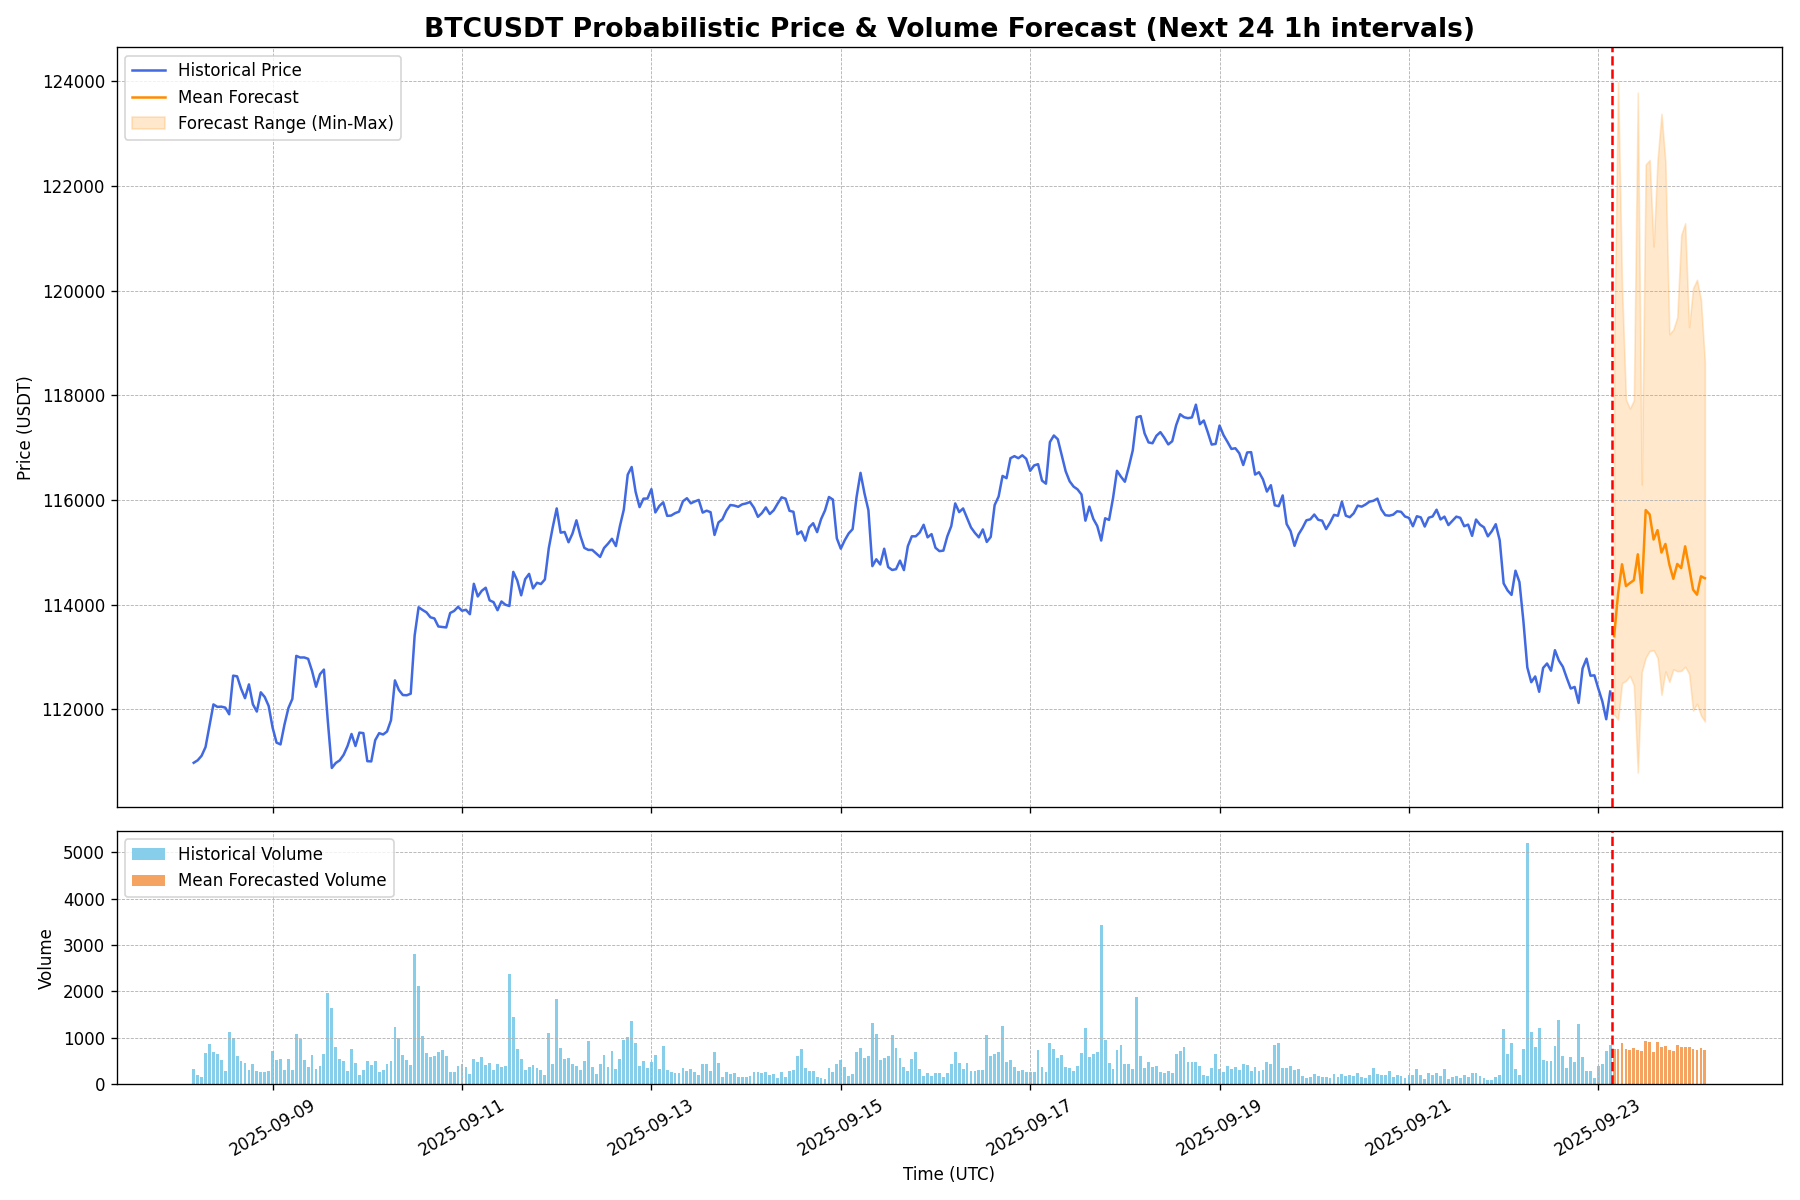 BTCUSDT Probabilistic Price & Volume Forecast (Next 24 1h intervals)
Historical Price
Mean Forecast
Forecast Range (Min-Max)
124000
122000
120000
118000
116000
114000
112000
Price (USDT)
Historical Volume
Mean Forecasted Volume
5000
4000
3000
2000
1000
0
Volume
2025-09-09
2025-09-11
2025-09-13
2025-09-15
2025-09-17
2025-09-19
2025-09-21
2025-09-23
Time (UTC)